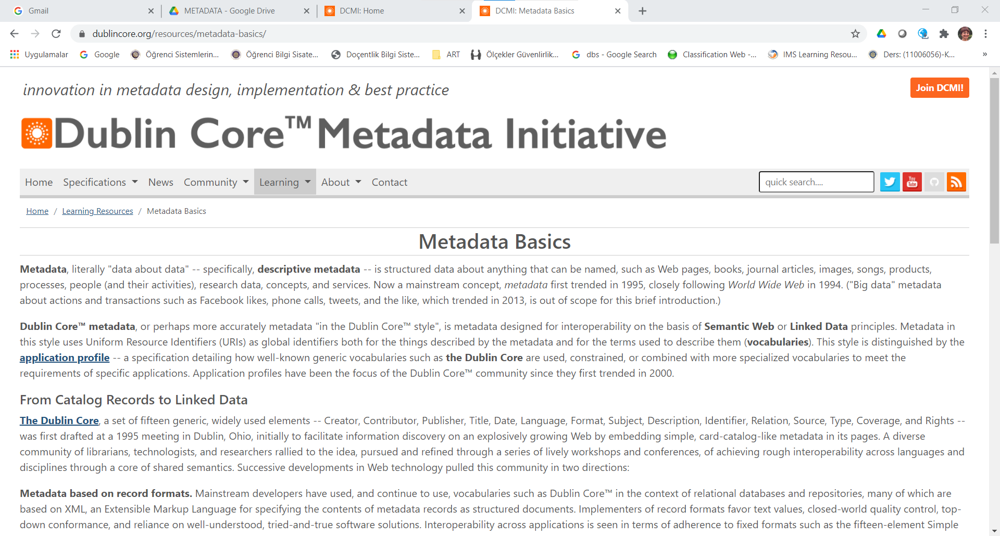 Gmail
METADATA - Google Drive
DCMI: Home
DCMI: Metadata Basics
dublincore.org/resources/metadata-basics/
Uygulamalar
Google
Öğrenci Sistemlerin...
Öğrenci Bilgi Sisate...
Doçentlik Bilgi Siste...
ART
Ölçekler Güvenlirlik...
dbs - Google Search
Classification Web -...
IMS Learning Resou...
Ders: (11006056)-K...
»
innovation in metadata design, implementation & best practice
Join DCMI!
Dublin Core™ Metadata Initiative
Home Specifications News Community Learning About Contact
quick search....
You Tube
Home / Learning Resources / Metadata Basics
Metadata Basics
Metadata, literally "data about data" -- specifically, descriptive metadata -- is structured data about anything that can be named, such as Web pages, books, journal articles, images, songs, products,
processes, people (and their activities), research data, concepts, and services. Now a mainstream concept, metadata first trended in 1995, closely following World Wide Web in 1994. ("Big data" metadata
about actions and transactions such as Facebook likes, phone calls, tweets, and the like, which trended in 2013, is out of scope for this brief introduction.)
Dublin Core™ metadata, or perhaps more accurately metadata "in the Dublin Core™ style", is metadata designed for interoperability on the basis of Semantic Web or Linked Data principles. Metadata in
this style uses Uniform Resource Identifiers (URIs) as global identifiers both for the things described by the metadata and for the terms used to describe them (vocabularies). This style is distinguished by the
application profile -- a specification detailing how well-known generic vocabularies such as the Dublin Core are used, constrained, or combined with more specialized vocabularies to meet the
requirements of specific applications. Application profiles have been the focus of the Dublin Core™ community since they first trended in 2000.
From Catalog Records to Linked Data
The Dublin Core, a set of fifteen generic, widely used elements -- Creator, Contributor, Publisher, Title, Date, Language, Format, Subject, Description, Identifier, Relation, Source, Type, Coverage, and Rights --
was first drafted at a 1995 meeting in Dublin, Ohio, initially to facilitate information discovery on an explosively growing Web by embedding simple, card-catalog-like metadata in its pages. A diverse
community of librarians, technologists, and researchers rallied to the idea, pursued and refined through a series of lively workshops and conferences, of achieving rough interoperability across languages and
disciplines through a core of shared semantics. Successive developments in Web technology pulled this community in two directions:
Metadata based on record formats. Mainstream developers have used, and continue to use, vocabularies such as Dublin Core™ in the context of relational databases and repositories, many of which are
based on XML, an Extensible Markup Language for specifying the contents of metadata records as structured documents. Implementers of record formats favor text values, closed-world quality control, top-
down conformance, and reliance on well-understood, tried-and-true software solutions. Interoperability across applications is seen in terms of adherence to fixed formats such as the fifteen-element Simple